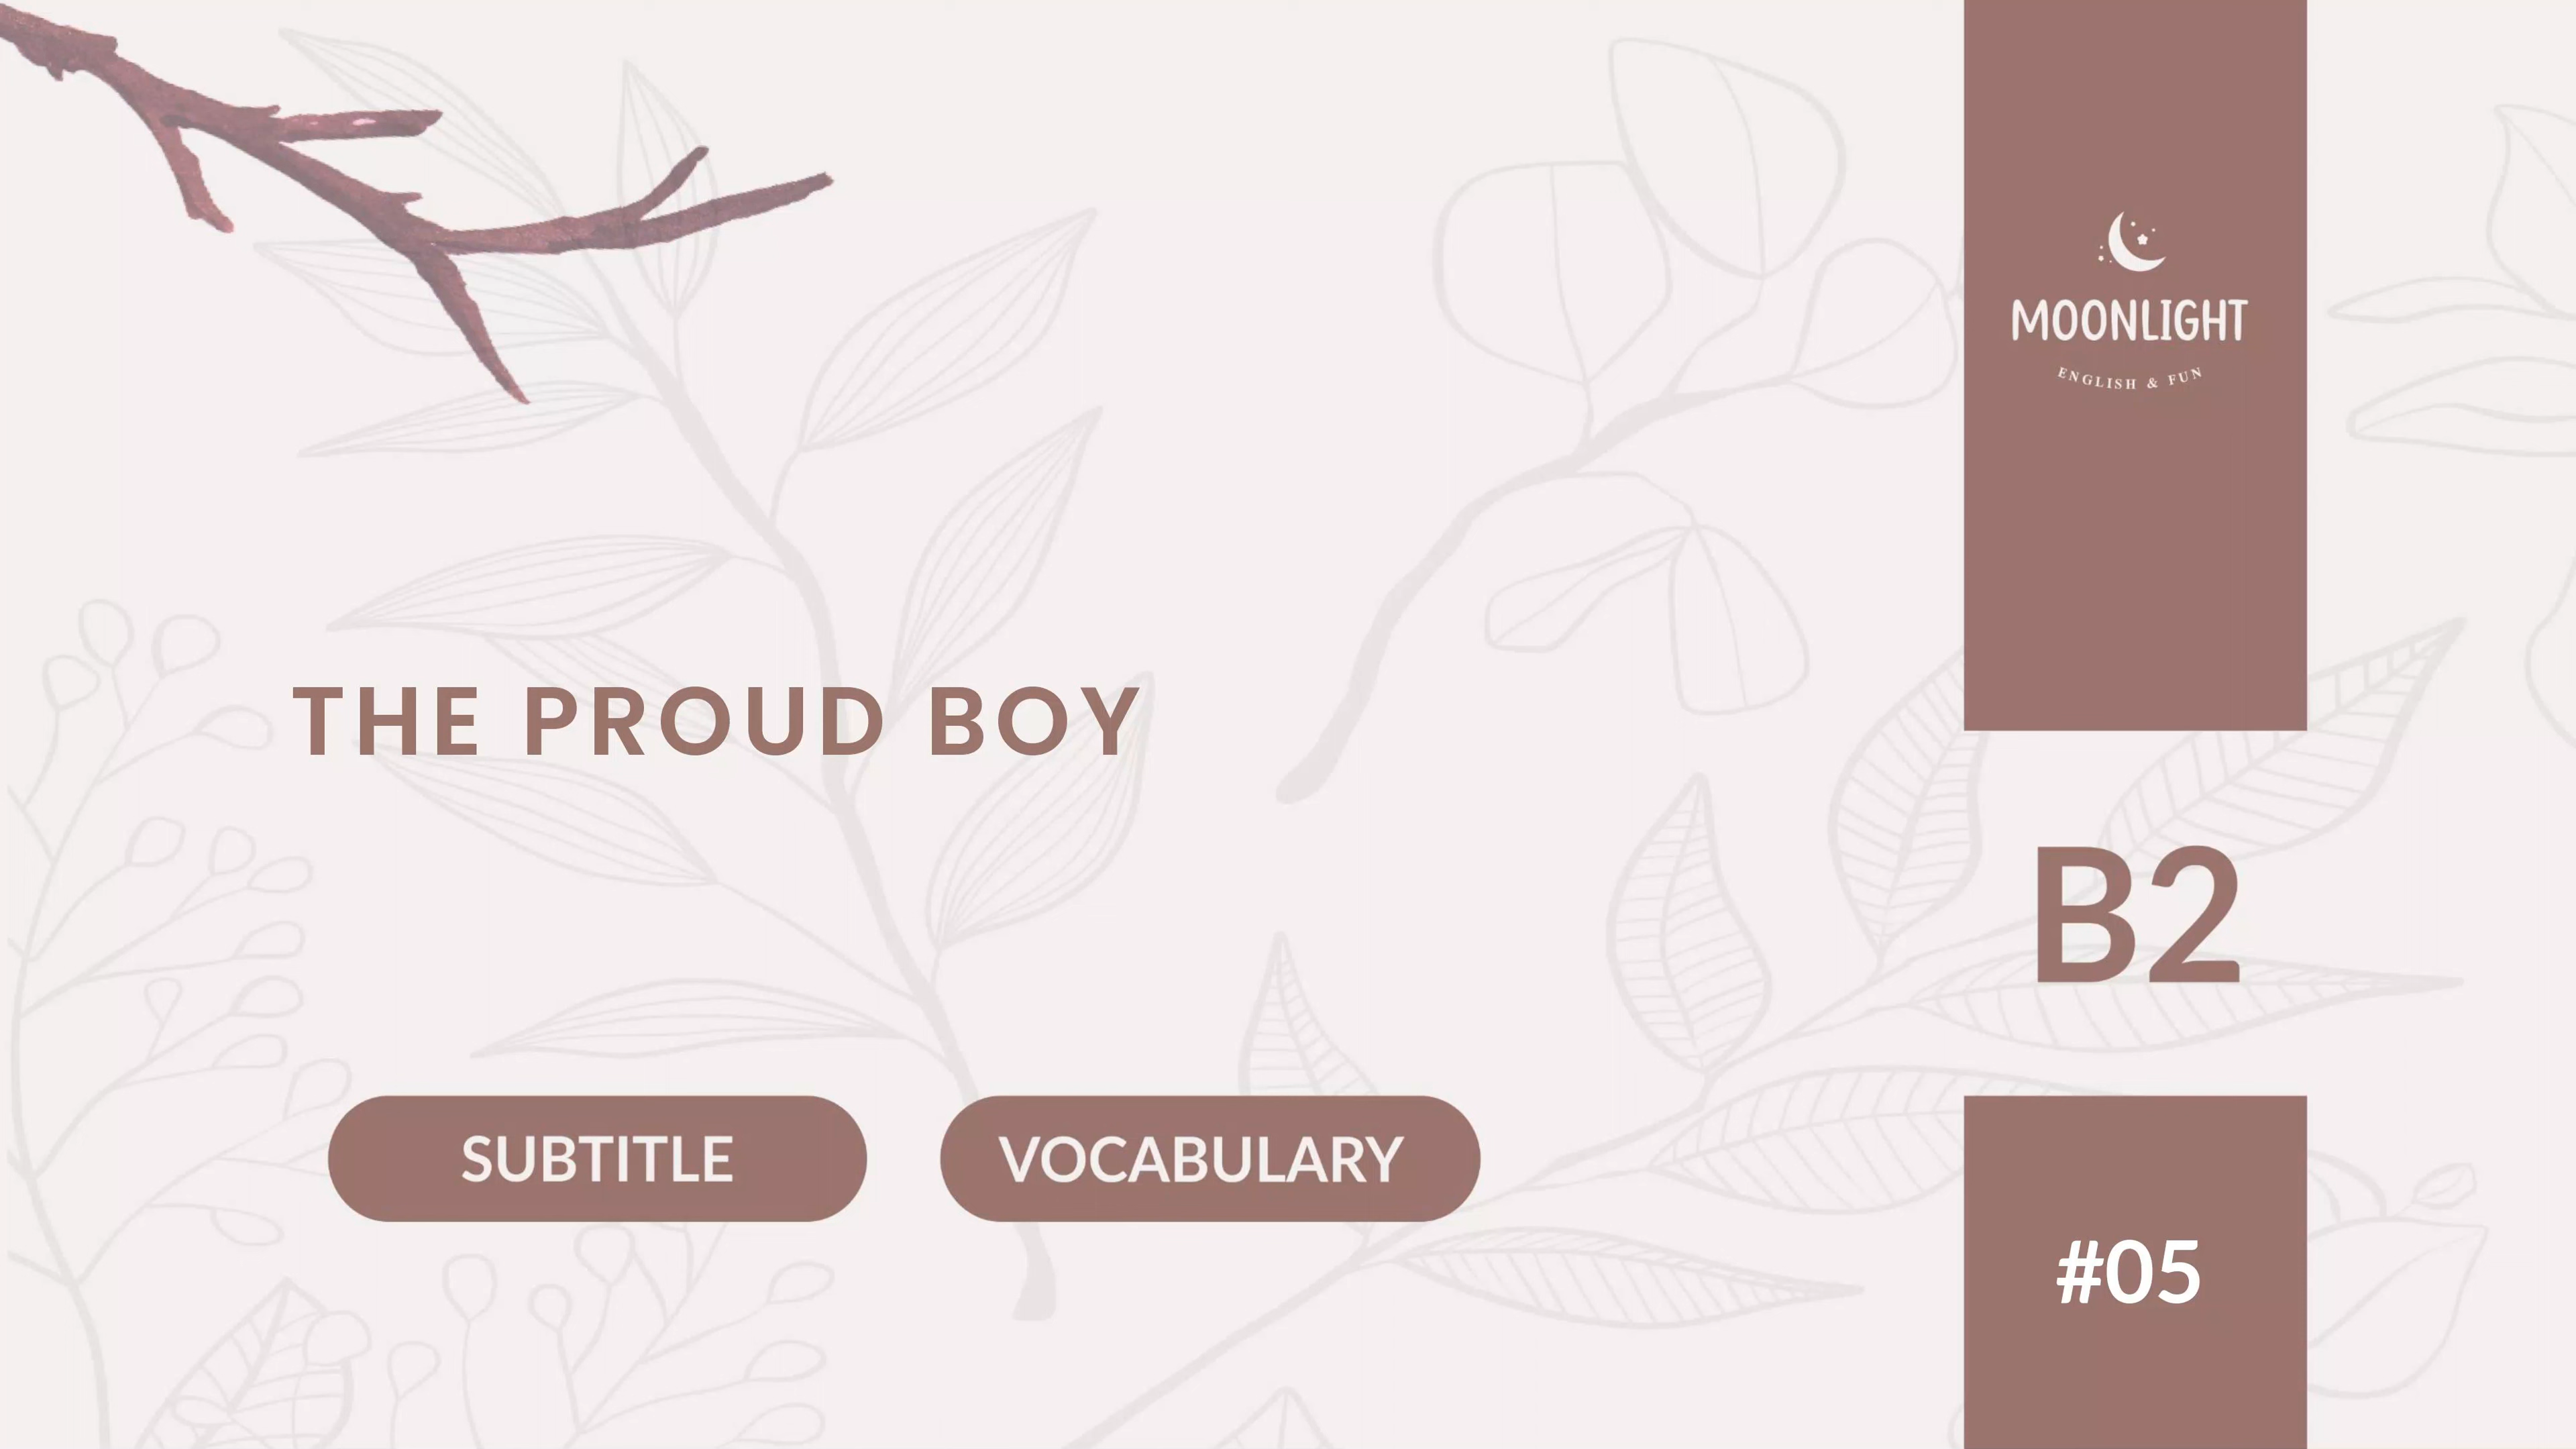 MOONLIGHT
ENGLISH & FUN
THE PROUD BOY
B2
SUBTITLE
VOCABULARY
#05